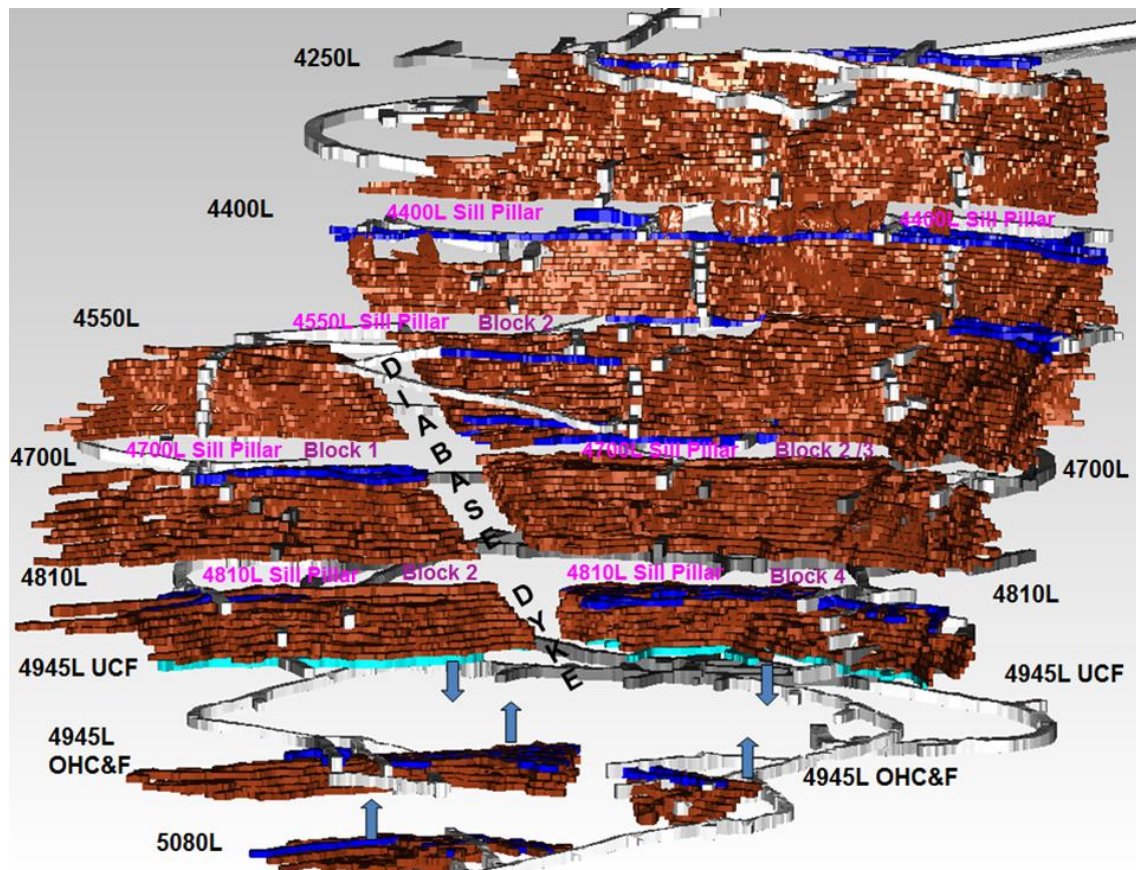 4250L
4400L
4400L Sill Pillar
4400L Sill Pillar
4550L
4550L Sill Pillar Block 2
DIABASE
4700L Sill Pillar Block 1
4700L Sill Pillar Block 2 /3
4700L
4700L
4810L
4810L Sill Pillar Block 2
4810L Sill Pillar Block 4
4810L
DYKE
4945L UCF
4945L UCF
4945L
OHC&F
4945L OHC&F
5080L